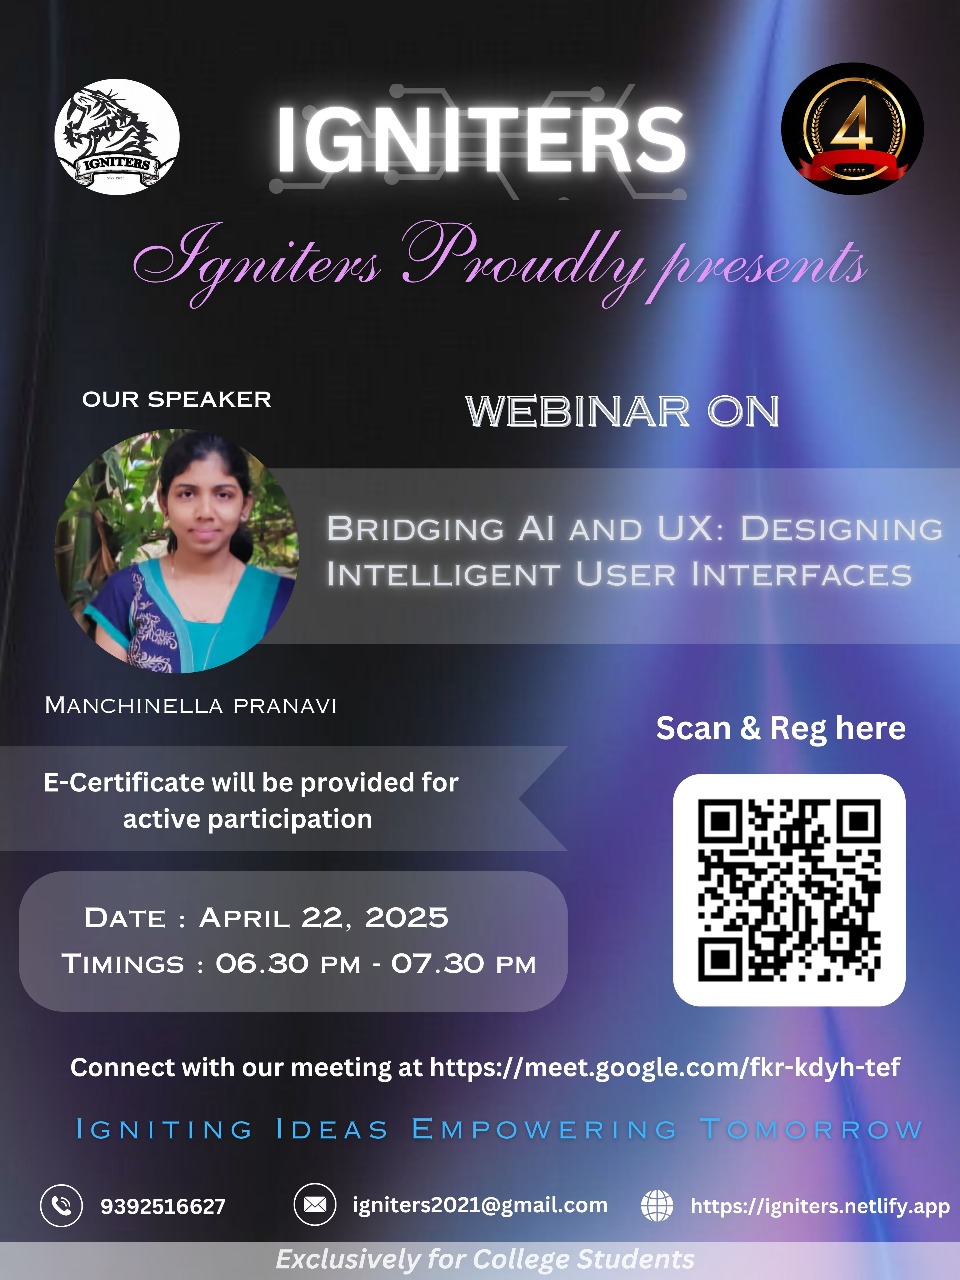 IGNITERS
IGNITERS
4
Igniters Proudly presents
OUR SPEAKER
WEBINAR ON
BRIDGING AI AND UX: DESIGNING
INTELLIGENT USER INTERFACES
MANCHINELLA PRANAVI
Scan & Reg here
E-Certificate will be provided for
active participation
DATE : APRIL 22, 2025
TIMINGS : 06.30 PM - 07.30 PM
Connect with our meeting at https://meet.google.com/fkr-kdyh-tef
IGNITING IDEAS EMPOWERING TOMORROW
9392516627
igniters2021@gmail.com
https://igniters.netlify.app
Exclusively for College Students